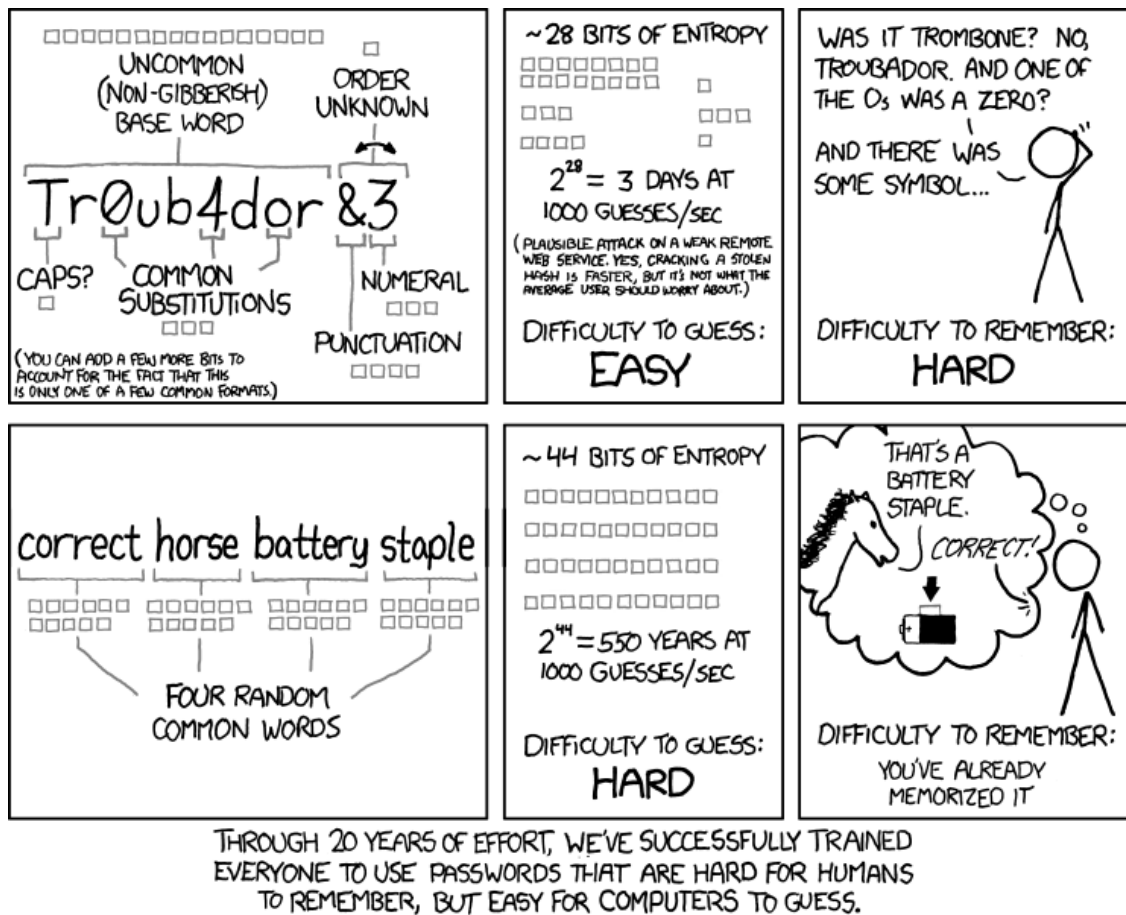 UNCOMMON
(NON-GIBBERISH)
BASE WORD
ORDER
UNKNOWN
Tr0ub4dor &3
CAPS?
COMMON
SUBSTITUTIONS
NUMERAL
PUNCTUATION
(YOU CAN ADD A FEW MORE BITS TO
ACCOUNT FOR THE FACT THAT THIS
IS ONLY ONE OF A FEW COMMON FORMATS.)
~28 BITS OF ENTROPY
2^28 = 3 DAYS AT
1000 GUESSES/SEC
(PLAUSIBLE ATTACK ON A WEAK REMOTE
WEB SERVICE. YES, CRACKING A STOLEN
HASH IS FASTER, BUT IT'S NOT WHAT THE
AVERAGE USER SHOULD WORRY ABOUT.)
DIFFICULTY TO GUESS:
EASY
WAS IT TROMBONE? NO,
TROUBADOR. AND ONE OF
THE Os WAS A ZERO?
AND THERE WAS
SOME SYMBOL...
DIFFICULTY TO REMEMBER:
HARD
correct horse battery staple
FOUR RANDOM
COMMON WORDS
~44 BITS OF ENTROPY
2^44 = 550 YEARS AT
1000 GUESSES/SEC
DIFFICULTY TO GUESS:
HARD
THAT'S A
BATTERY
STAPLE.
CORRECT!
+
DIFFICULTY TO REMEMBER:
YOU'VE ALREADY
MEMORIZED IT
THROUGH 20 YEARS OF EFFORT, WE'VE SUCCESSFULLY TRAINED
EVERYONE TO USE PASSWORDS THAT ARE HARD FOR HUMANS
TO REMEMBER, BUT EASY FOR COMPUTERS TO GUESS.